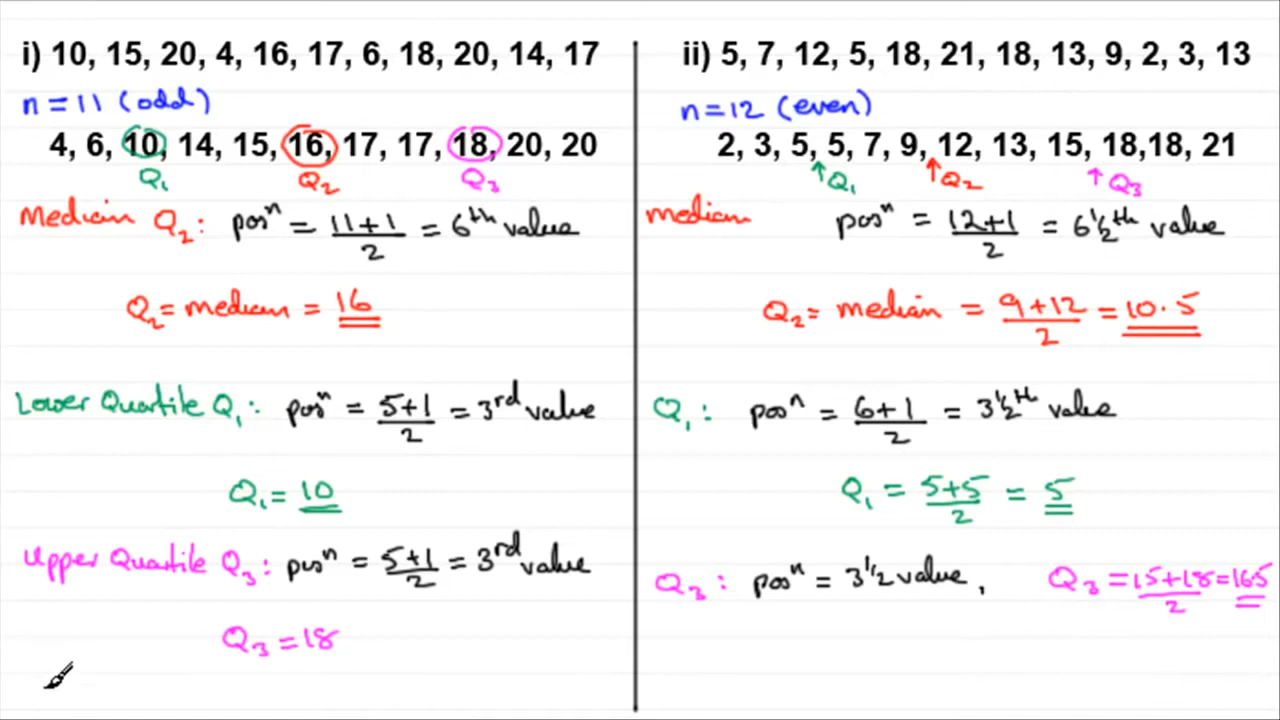 i) 10, 15, 20, 4, 16, 17, 6, 18, 20, 14, 17
n = 11 (odd)
4, 6, 10, 14, 15, 16, 17, 17, 18, 20, 20
Q₁ Q₂ Q₃
Median Q₂: posⁿ = 11+1/2 = 6th value
Q₂ = median = 16
Lower Quartile Q₁: posⁿ = 5+1/2 = 3rd value
Q₁ = 10
Upper Quartile Q₃: posⁿ = 5+1/2 = 3rd value
Q₃ = 18
ii) 5, 7, 12, 5, 18, 21, 18, 13, 9, 2, 3, 13
n = 12 (even)
2, 3, 5, 5, 7, 9, 12, 13, 15, 18,18, 21
↑Q₁ ↑Q₂ ↑Q₃
median posⁿ = 12+1/2 = 6½th value
Q₂ = median = 9+12/2 = 10.5
Q₁: posⁿ = 6+1/2 = 3½th value
Q₁ = 5+5/2 = 5
Q₃: posⁿ = 3½ value, Q₃ = 15+18/2 = 16.5